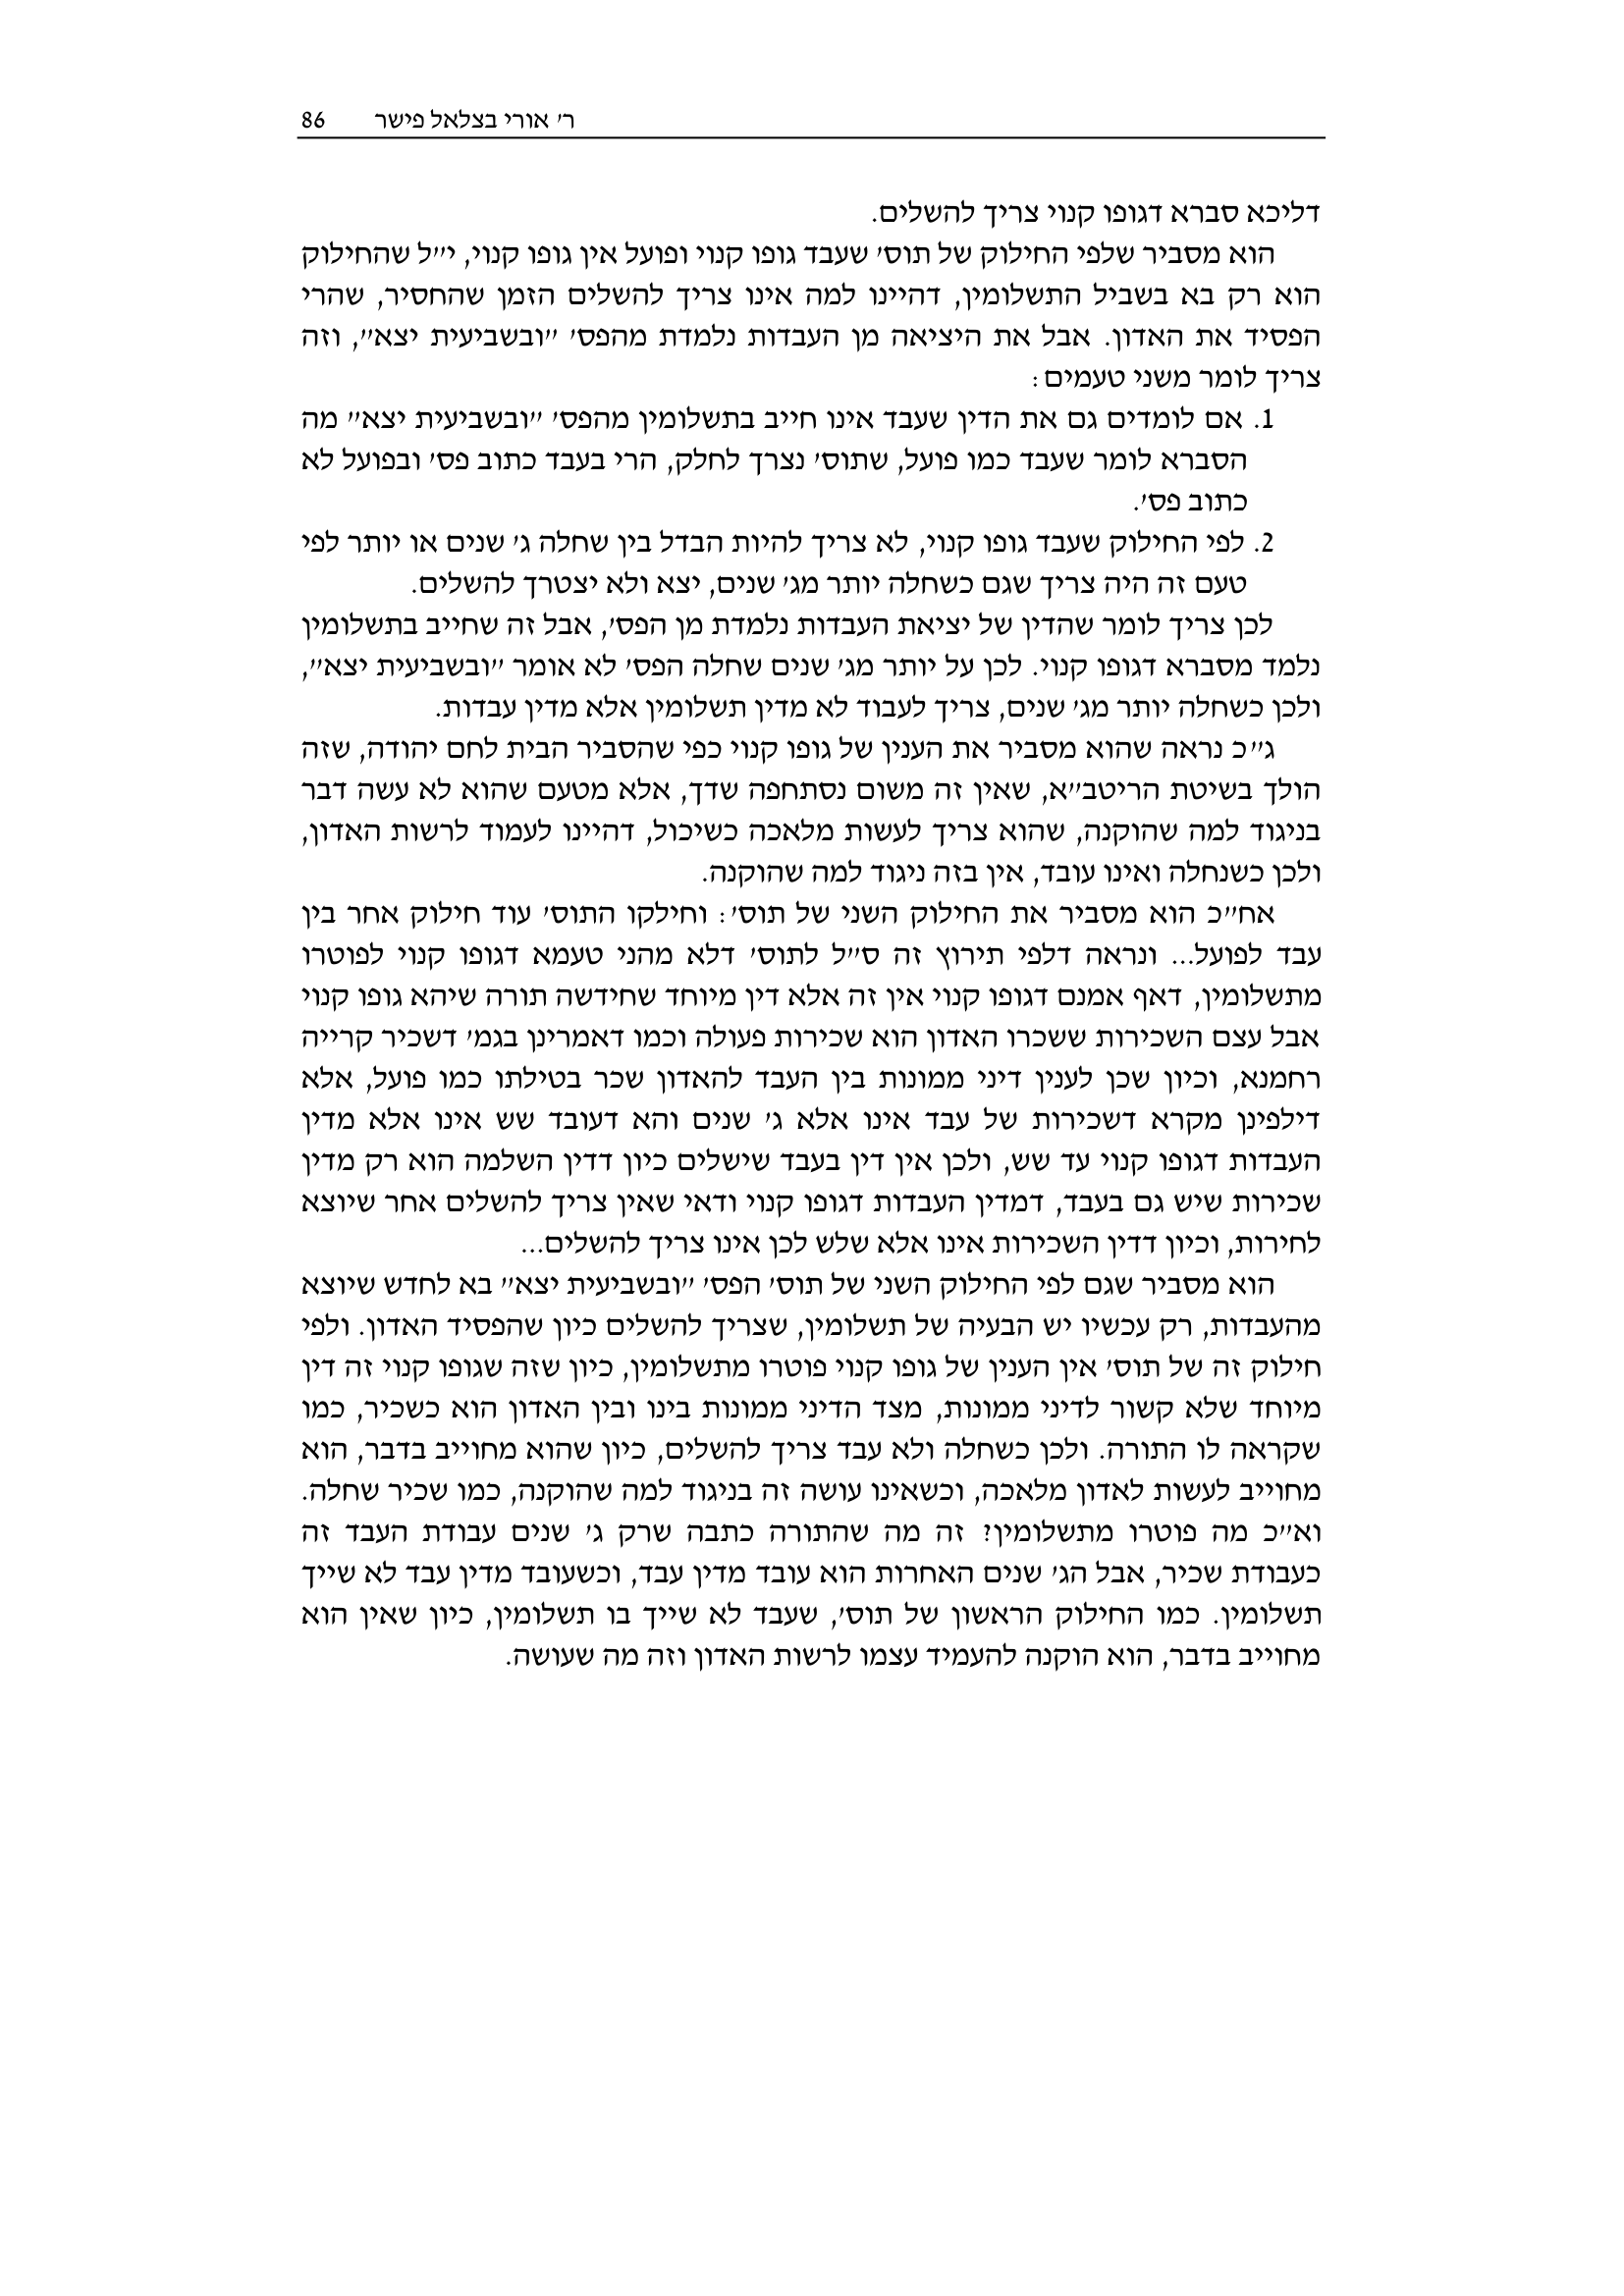 ר' אורי בצלאל פישר 86
דליכא סברא דגופו קנוי צריך להשלים.
הוא מסביר שלפי החילוק של תוס' שעבד גופו קנוי ופועל אין גופו קנוי, י"ל שהחילוק
הוא רק בא בשביל התשלומין, דהיינו למה אינו צריך להשלים הזמן שהחסיר, שהרי
הפסיד את האדון. אבל את היציאה מן העבדות נלמדת מהפס' "ובשביעית יצא", וזה
צריך לומר משני טעמים:
1. אם לומדים גם את הדין שעבד אינו חייב בתשלומין מהפס' "ובשביעית יצא" מה
הסברא לומר שעבד כמו פועל, שתוס' נצרך לחלק, הרי בעבד כתוב פס' ובפועל לא
כתוב פס'.
2. לפי החילוק שעבד גופו קנוי, לא צריך להיות הבדל בין שחלה ג' שנים או יותר לפי
טעם זה היה צריך שגם כשחלה יותר מג' שנים, יצא ולא יצטרך להשלים.
לכן צריך לומר שהדין של יציאת העבדות נלמדת מן הפס', אבל זה שחייב בתשלומין
נלמד מסברא דגופו קנוי. לכן על יותר מג' שנים שחלה הפס' לא אומר "ובשביעית יצא",
ולכן כשחלה יותר מג' שנים, צריך לעבוד לא מדין תשלומין אלא מדין עבדות.
ג"כ נראה שהוא מסביר את הענין של גופו קנוי כפי שהסביר הבית לחם יהודה, שזה
הולך בשיטת הריטב"א, שאין זה משום נסתחפה שדך, אלא מטעם שהוא לא עשה דבר
בניגוד למה שהוקנה, שהוא צריך לעשות מלאכה כשיכול, דהיינו לעמוד לרשות האדון,
ולכן כשנחלה ואינו עובד, אין בזה ניגוד למה שהוקנה.
אח"כ הוא מסביר את החילוק השני של תוס': וחילקו התוס' עוד חילוק אחר בין
עבד לפועל... ונראה דלפי תירוץ זה ס"ל לתוס' דלא מהני טעמא דגופו קנוי לפוטרו
מתשלומין, דאף אמנם דגופו קנוי אין זה אלא דין מיוחד שחידשה תורה שיהא גופו קנוי
אבל עצם השכירות ששכרו האדון הוא שכירות פעולה וכמו דאמרינן בגמ' דשכיר קרייה
רחמנא, וכיון שכן לענין דיני ממונות בין העבד להאדון שכר בטילתו כמו פועל, אלא
דילפינן מקרא דשכירות של עבד אינו אלא ג' שנים והא דעובד שש אינו אלא מדין
העבדות דגופו קנוי עד שש, ולכן אין דין בעבד שישלים כיון דדין השלמה הוא רק מדין
שכירות שיש גם בעבד, דמדין העבדות דגופו קנוי ודאי שאין צריך להשלים אחר שיוצא
לחירות, וכיון דדין השכירות אינו אלא שלש לכן אינו צריך להשלים...
הוא מסביר שגם לפי החילוק השני של תוס' הפס' "ובשביעית יצא" בא לחדש שיוצא
מהעבדות, רק עכשיו יש הבעיה של תשלומין, שצריך להשלים כיון שהפסיד האדון. ולפי
חילוק זה של תוס' אין הענין של גופו קנוי פוטרו מתשלומין, כיון שזה שגופו קנוי זה דין
מיוחד שלא קשור לדיני ממונות, מצד הדיני ממונות בינו ובין האדון הוא כשכיר, כמו
שקראה לו התורה. ולכן כשחלה ולא עבד צריך להשלים, כיון שהוא מחוייב בדבר, הוא
מחוייב לעשות לאדון מלאכה, וכשאינו עושה זה בניגוד למה שהוקנה, כמו שכיר שחלה.
וא"כ מה פוטרו מתשלומין? זה מה שהתורה כתבה שרק ג' שנים עבודת העבד זה
כעבודת שכיר, אבל הג' שנים האחרות הוא עובד מדין עבד, וכשעובד מדין עבד לא שייך
תשלומין. כמו החילוק הראשון של תוס', שעבד לא שייך בו תשלומין, כיון שאין הוא
מחוייב בדבר, הוא הוקנה להעמיד עצמו לרשות האדון וזה מה שעושה.